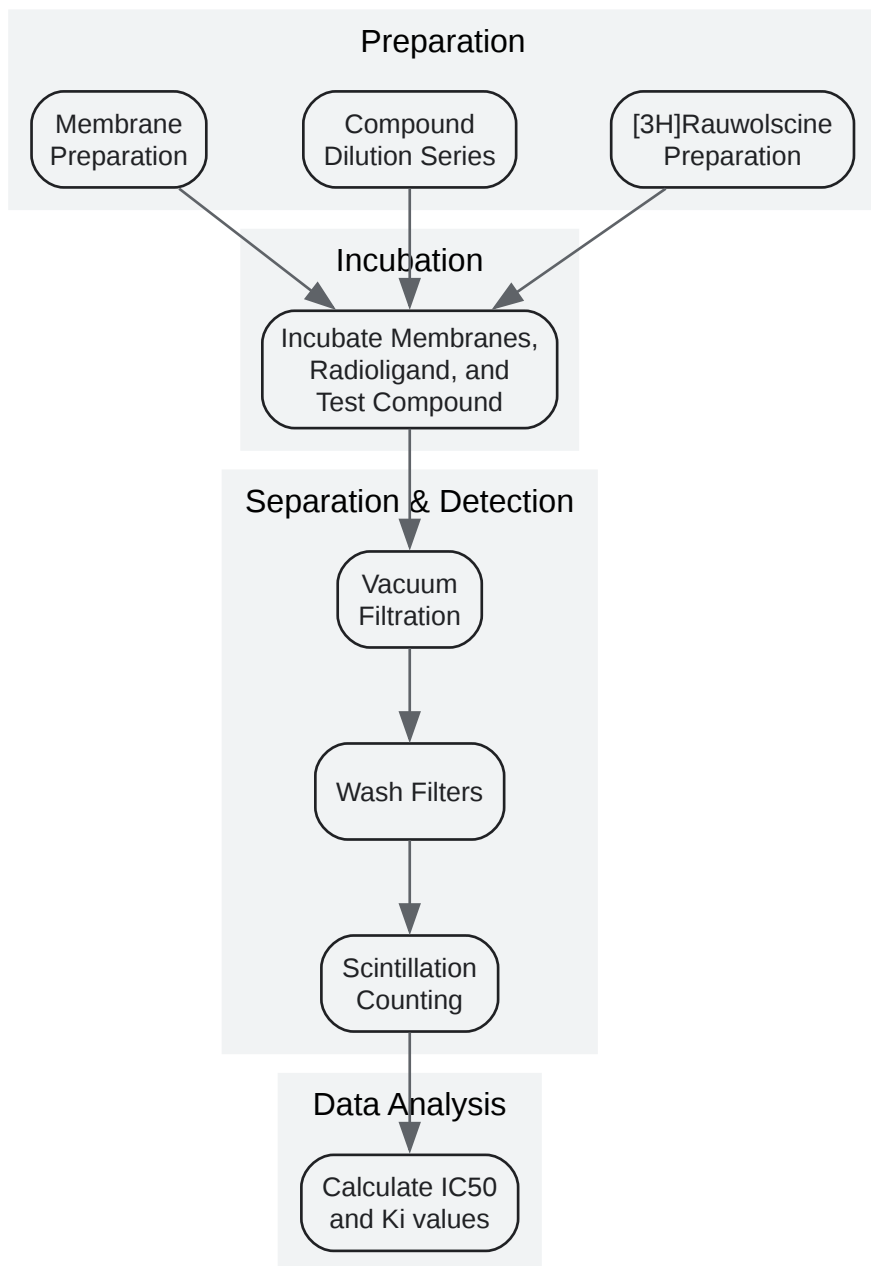 Preparation
Membrane
Preparation
Compound
Dilution Series
[3H]Rauwolscine
Preparation
Incubation
Incubate Membranes,
Radioligand, and
Test Compound
Separation & Detection
Vacuum
Filtration
Wash Filters
Scintillation
Counting
Data Analysis
Calculate IC50
and Ki values